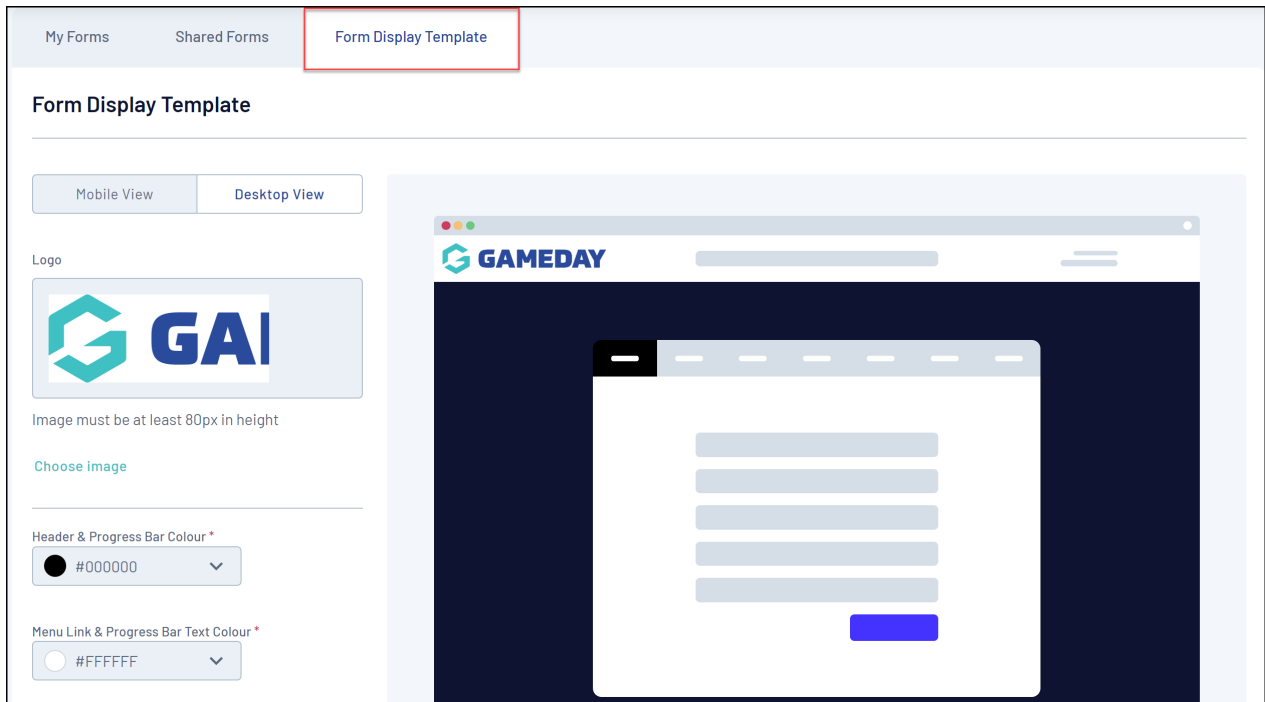 My Forms
Shared Forms
Form Display Template
Form Display Template
Mobile View
Desktop View
Logo
GAI
Image must be at least 80px in height
Choose image
Header & Progress Bar Colour *
#000000
Menu Link & Progress Bar Text Colour *
#FFFFFF
GAMEDAY